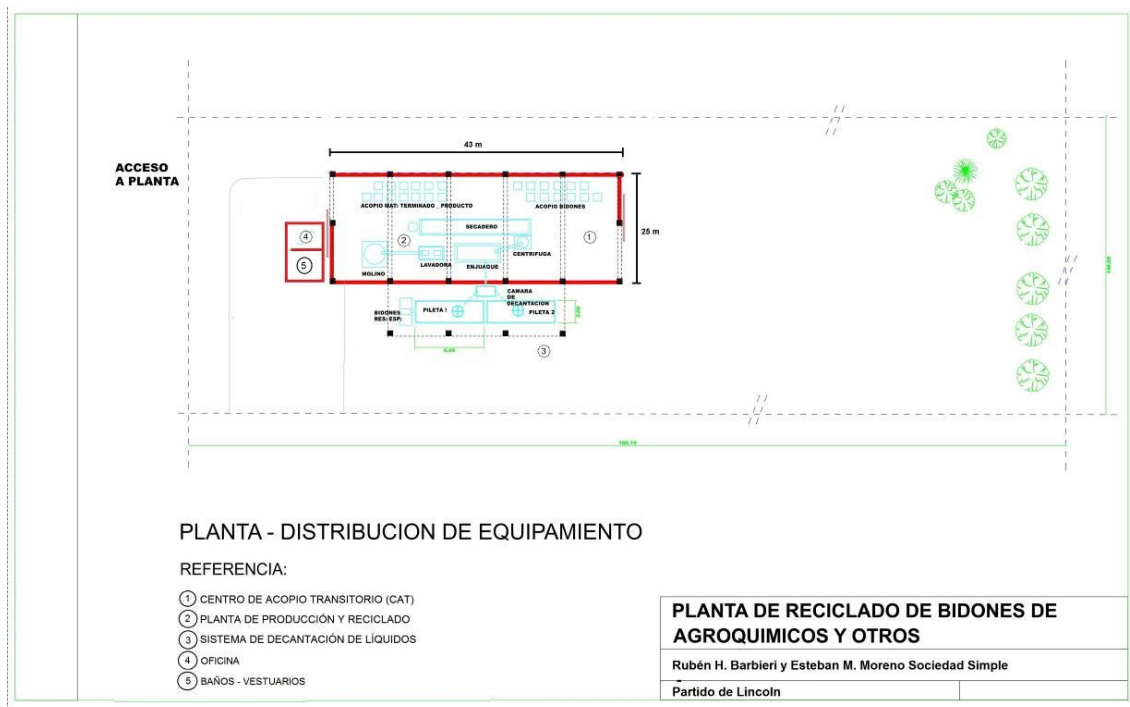 43 m
ACCESO
A PLANTA
ACOPIO MAT: TERMINADO _ PRODUCTO
ACOPIO BIDONES
SECADERO
25 m
4
2
1
CENTRIFUGA
5
MOLINO
LAVADORA
ENJUAGUE
CAMARA
DE
DECANTACION
BIDONES
RES: ESP:
PILETA I
PILETA 2
3
PLANTA - DISTRIBUCION DE EQUIPAMIENTO
REFERENCIA:
1 CENTRO DE ACOPIO TRANSITORIO (CAT)
2 PLANTA DE PRODUCCIÓN Y RECICLADO
3 SISTEMA DE DECANTACIÓN DE LÍQUIDOS
4 OFICINA
5 BAÑOS - VESTUARIOS
PLANTA DE RECICLADO DE BIDONES DE
AGROQUIMICOS Y OTROS
Rubén H. Barbieri y Esteban M. Moreno Sociedad Simple
-
Partido de Lincoln